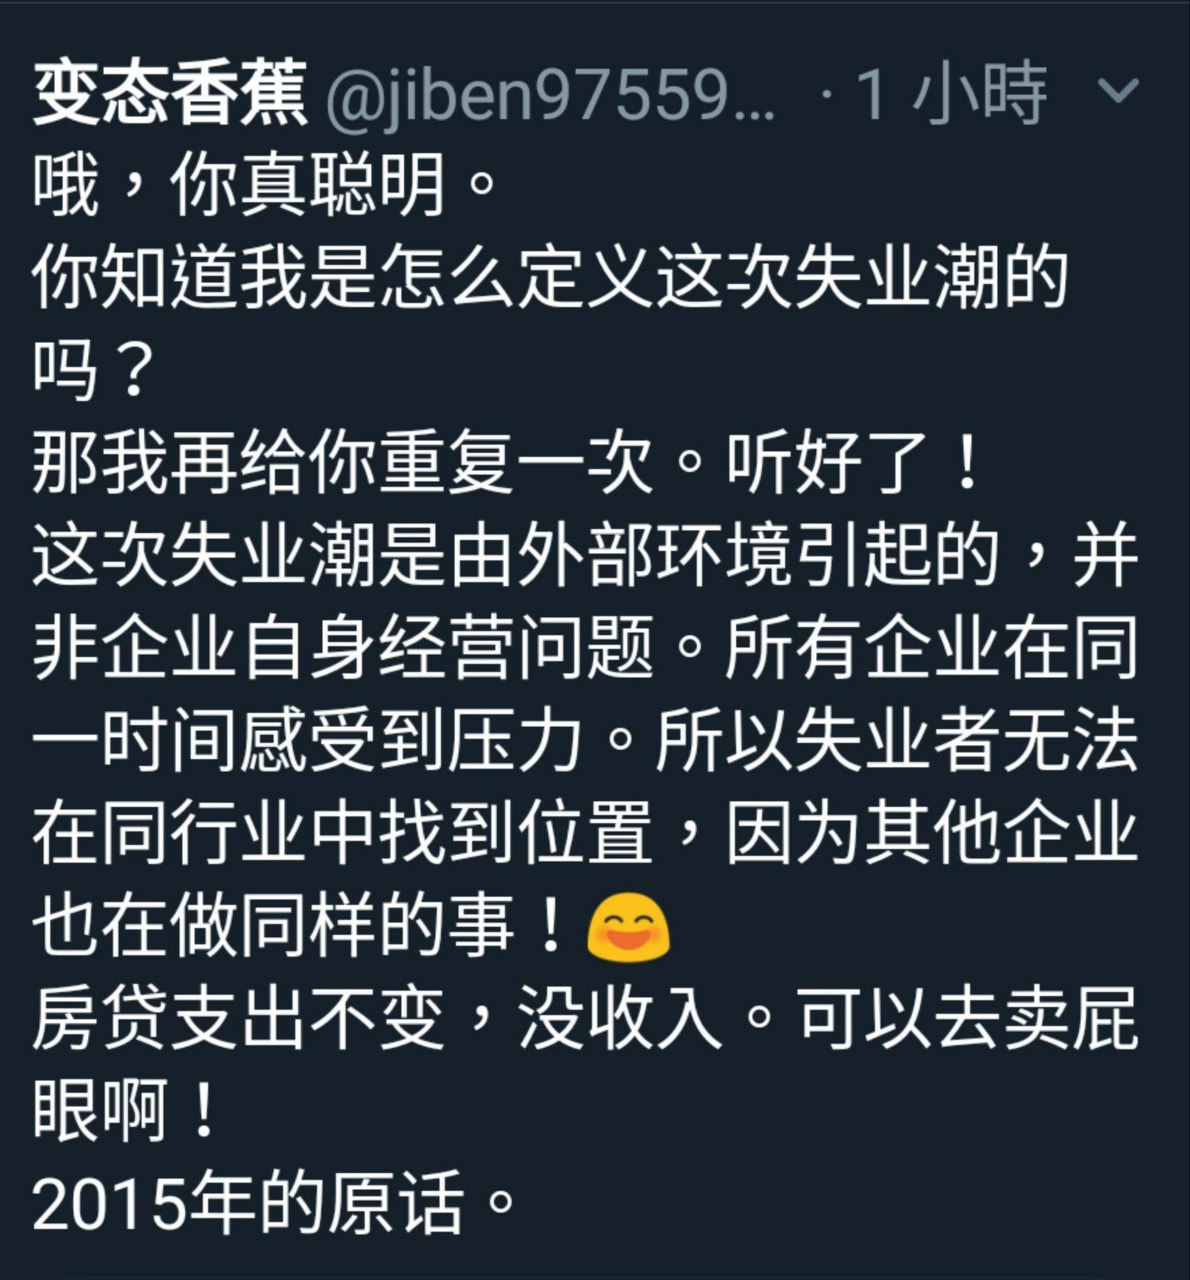 变态香蕉 @jiben97559... · 1 小時
哦，你真聪明。
你知道我是怎么定义这次失业潮的
吗？
那我再给你重复一次。听好了！
这次失业潮是由外部环境引起的，并
非企业自身经营问题。所有企业在同
一时间感受到压力。所以失业者无法
在同行业中找到位置，因为其他企业
也在做同样的事！😄
房贷支出不变，没收入。可以去卖屁
眼啊！
2015年的原话。